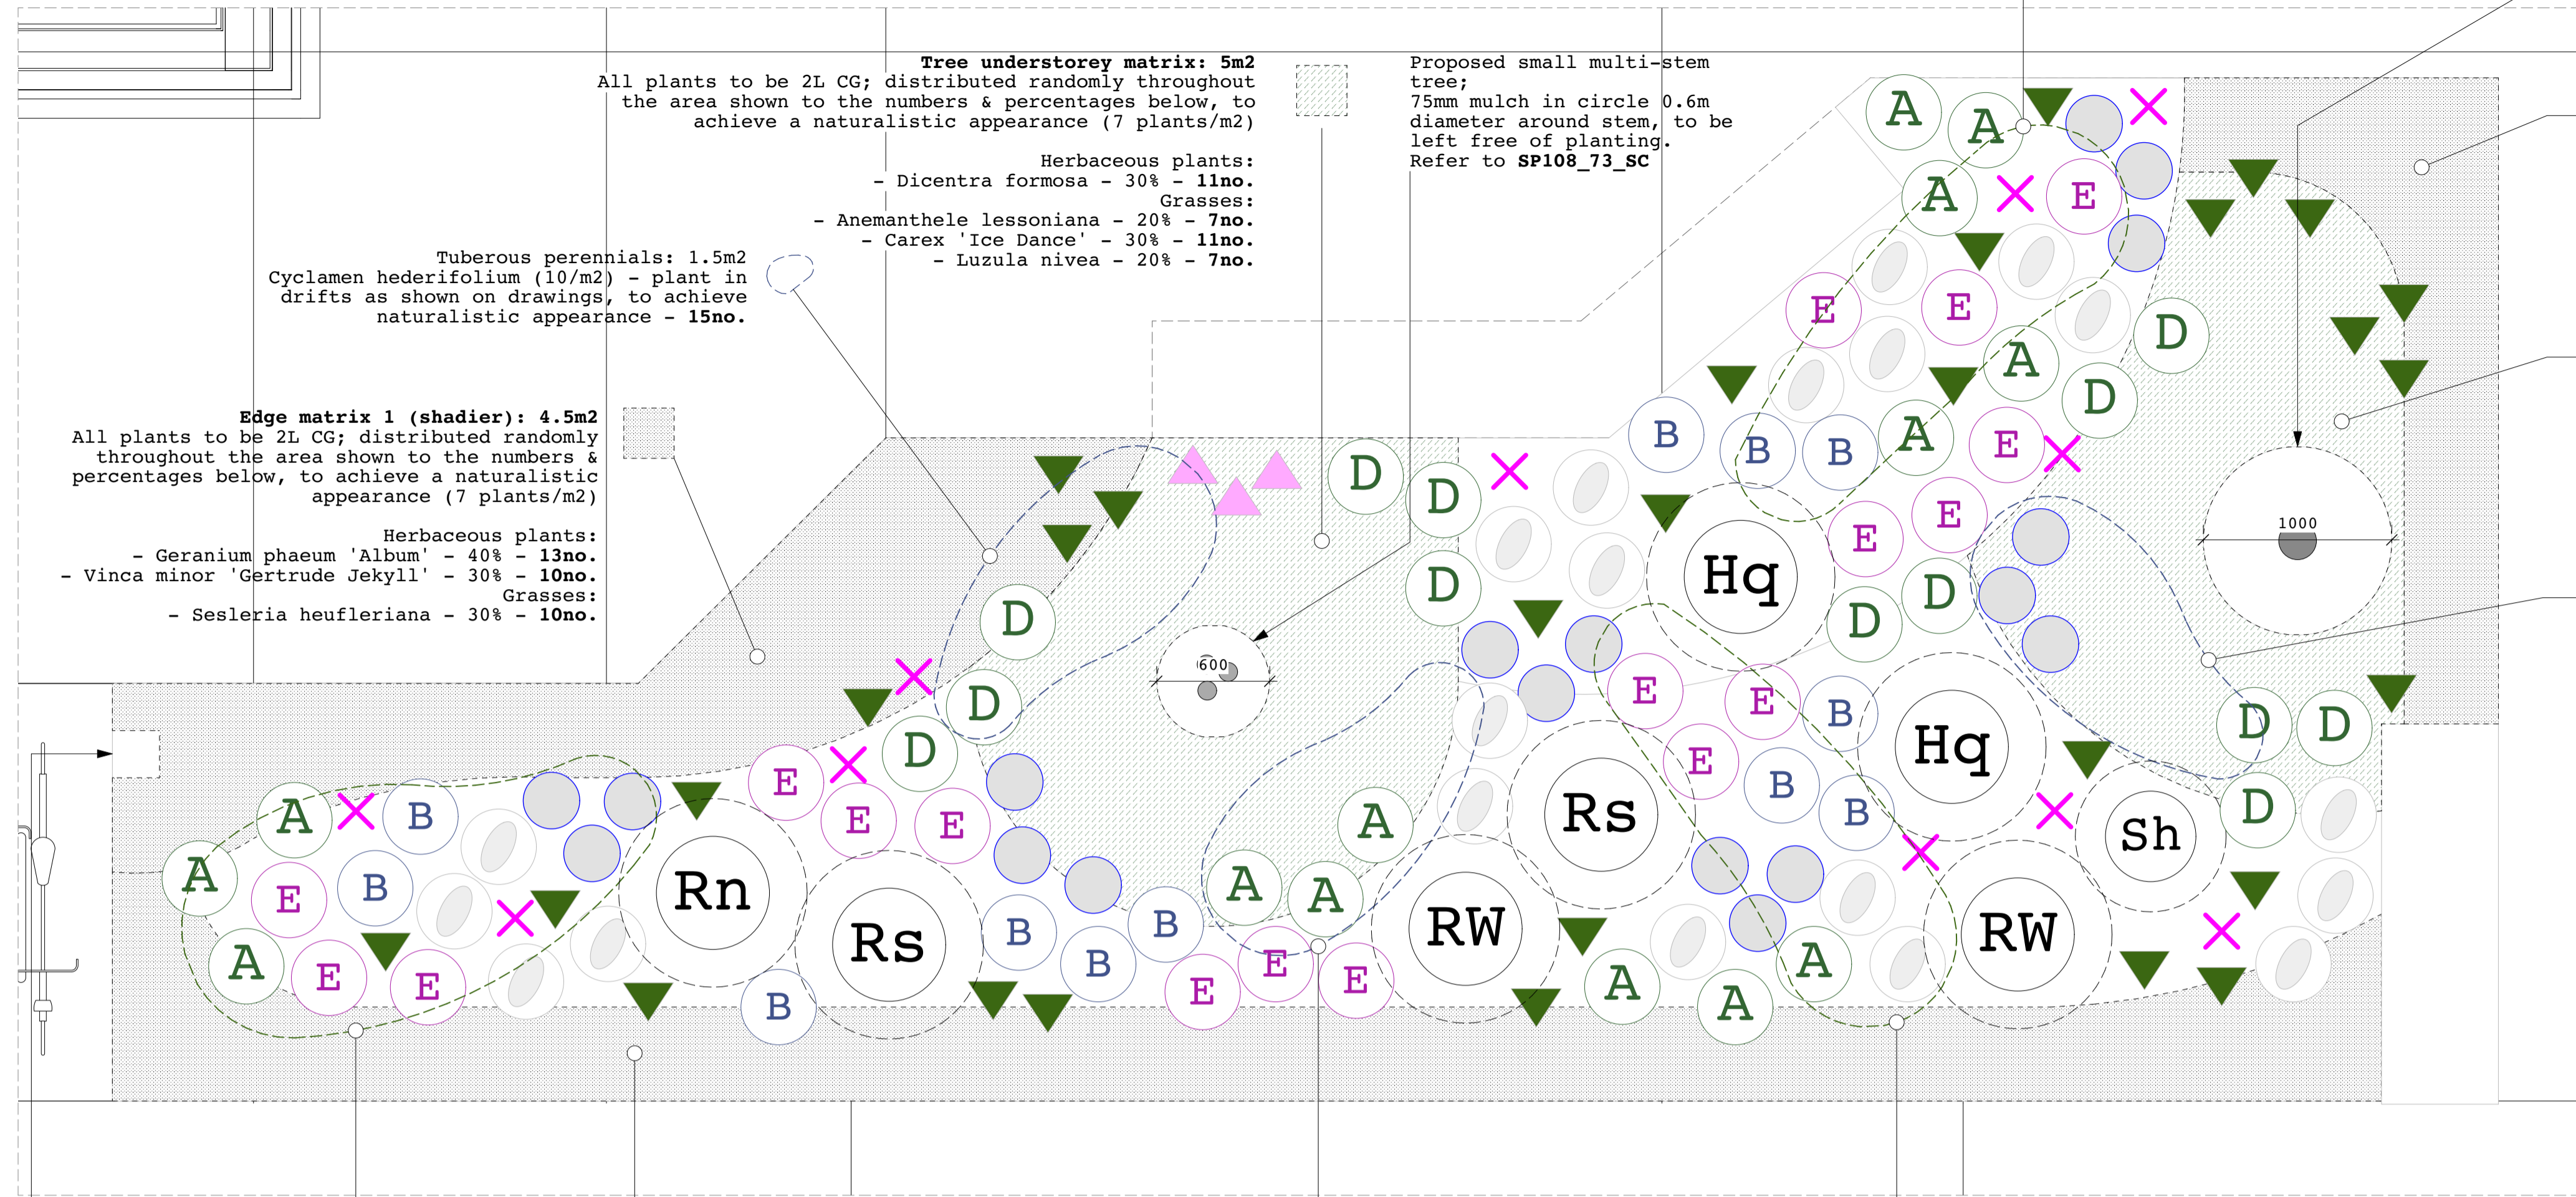 Tree understorey matrix: 5m2
All plants to be 2L CG; distributed randomly throughout
the area shown to the numbers & percentages below, to
achieve a naturalistic appearance (7 plants/m2)
Herbaceous plants:
- Dicentra formosa - 30% - 11no.
Grasses:
- Anemanthele lessoniana - 20% - 7no.
- Carex 'Ice Dance' - 30% - 11no.
- Luzula nivea - 20% - 7no.
Proposed small multi-stem
tree;
75mm mulch in circle 0.6m
diameter around stem, to be
left free of planting.
Refer to SP108_73_SC
Tuberous perennials: 1.5m2
Cyclamen hederifolium (10/m2) - plant in
drifts as shown on drawings, to achieve
naturalistic appearance - 15no.
Edge matrix 1 (shadier): 4.5m2
All plants to be 2L CG; distributed randomly
throughout the area shown to the numbers &
percentages below, to achieve a naturalistic
appearance (7 plants/m2)
Herbaceous plants:
- Geranium phaeum 'Album' - 40% - 13no.
- Vinca minor 'Gertrude Jekyll' - 30% - 10no.
Grasses:
- Sesleria heufleriana - 30% - 10no.
A
A
A
E
E
E
D
A
D
B
B
B
A
E
D
D
E
E
1000
Hq
D
D
D
D
600
E
E
B
D
D
D
Hq
D
E
B
E
Rs
B
D
Sh
A
B
E
E
A
A
E
B
Rn
A
A
B
RW
RW
Rs
B
A
E
E
B
E
E
E
A
A
A
B